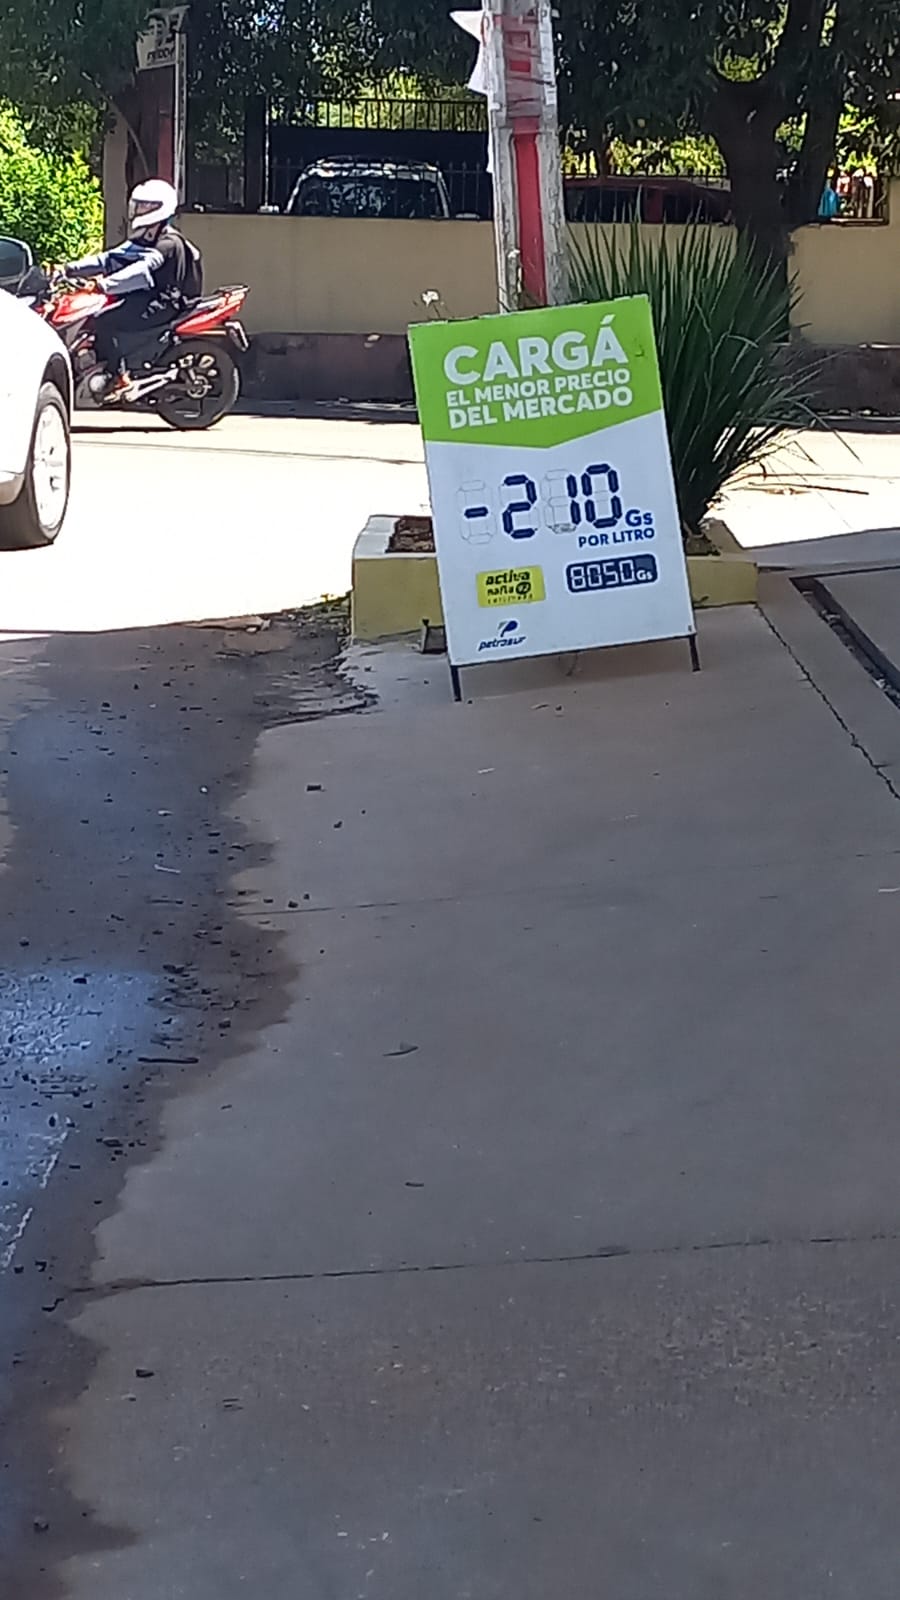 CARGÁ
EL MENOR PRECIO
DEL MERCADO
-210 Gs
POR LITRO
activa
nafta
8050 Gs
petrosur